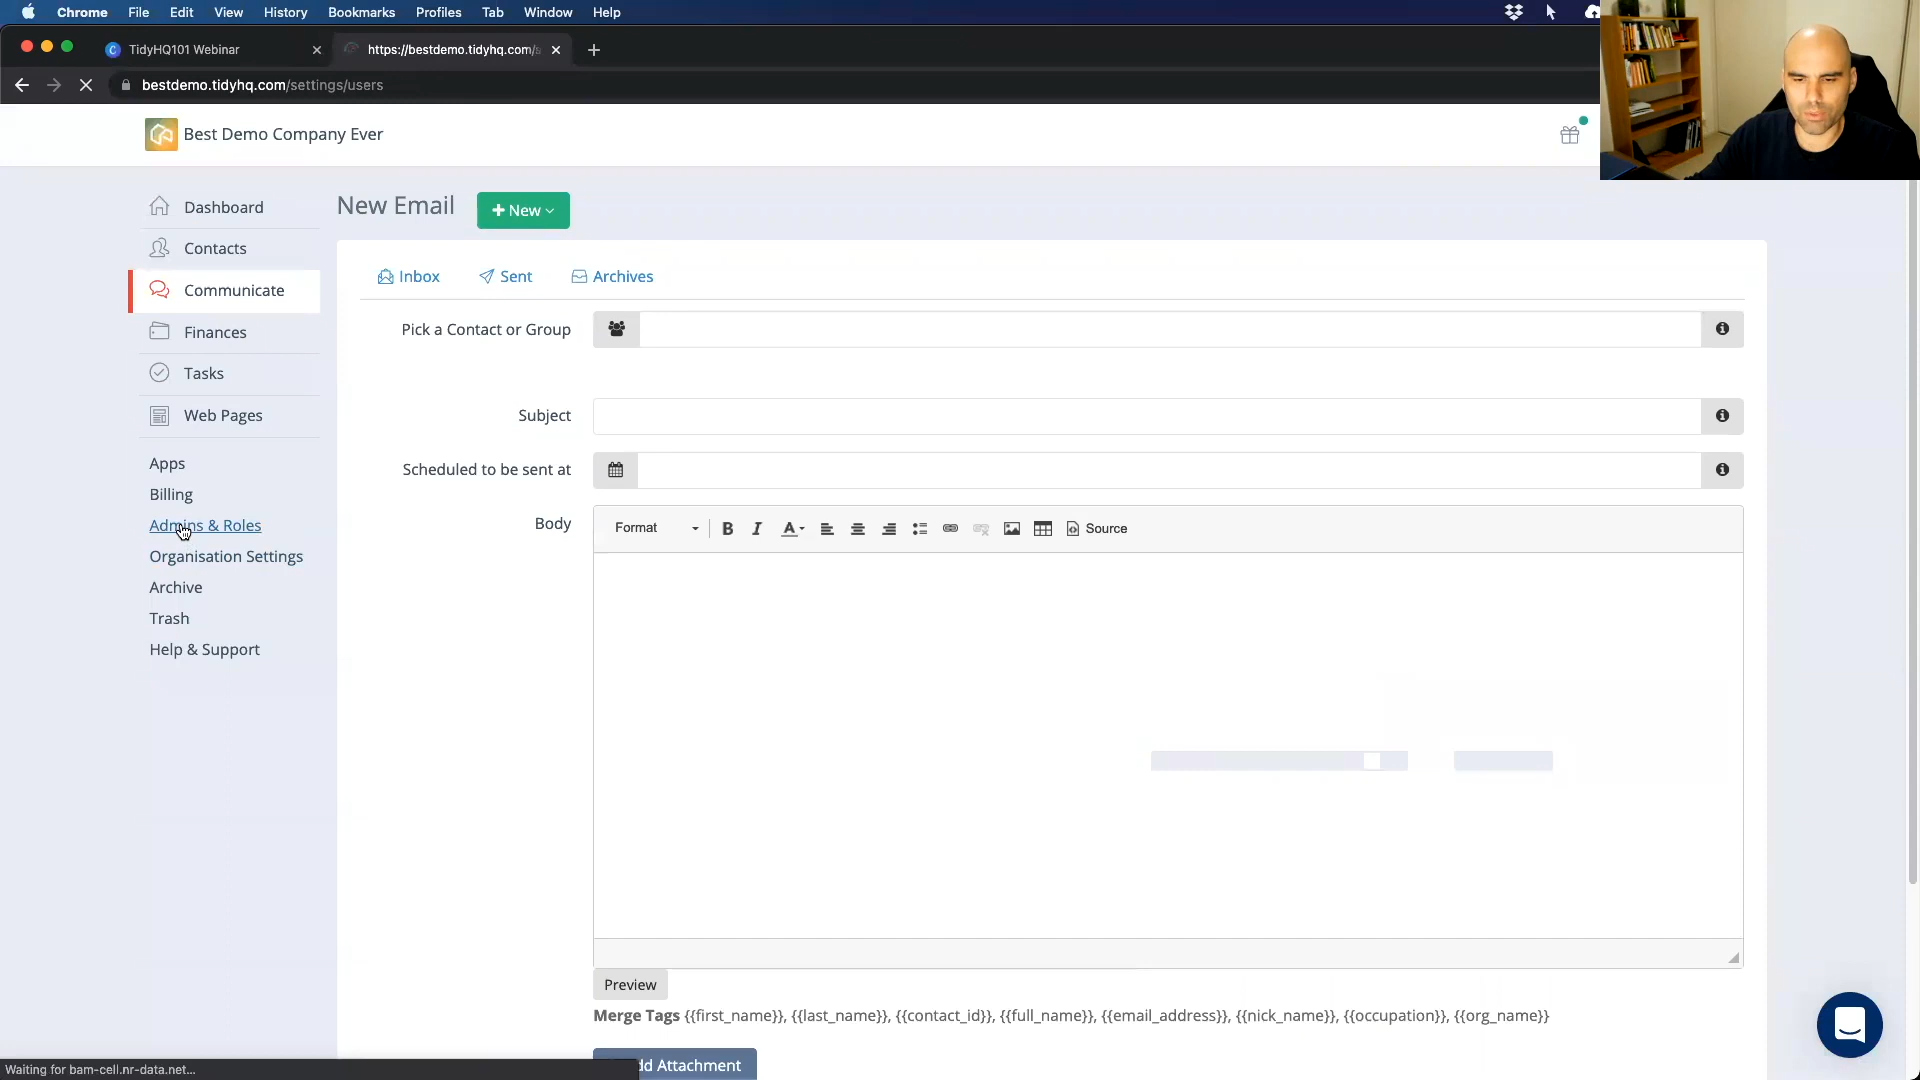 Chrome File Edit View History Bookmarks Profiles Tab Window Help
TidyHQ101 Webinar
https://bestdemo.tidyhq.com/s
bestdemo.tidyhq.com/settings/users
Best Demo Company Ever
Dashboard
Contacts
Communicate
Finances
Tasks
Web Pages
Apps
Billing
Admins & Roles
Organisation Settings
Archive
Trash
Help & Support
New Email
+ New
Inbox Sent Archives
Pick a Contact or Group
Subject
Scheduled to be sent at
Body
Format B I A Source
Preview
Merge Tags {{first_name}}, {{last_name}}, {{contact_id}}, {{full_name}}, {{email_address}}, {{nick_name}}, {{occupation}}, {{org_name}}
dd Attachment
Waiting for bam-cell.nr-data.net...